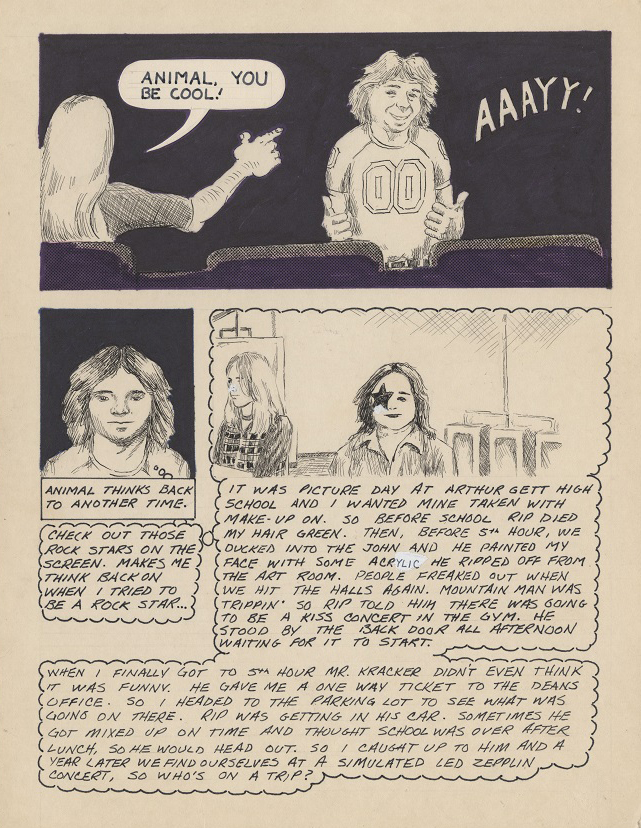 ANIMAL, YOU
BE COOL!
AAAYY!
00
ANIMAL THINKS BACK
TO ANOTHER TIME.
CHECK OUT THOSE
ROCK STARS ON THE
SCREEN. MAKES ME
THINK BACK ON
WHEN I TRIED TO
BE A ROCK STAR...
IT WAS PICTURE DAY AT ARTHUR GETT HIGH
SCHOOL AND I WANTED MINE TAKEN WITH
MAKE-UP ON. SO BEFORE SCHOOL RIP DIED
MY HAIR GREEN. THEN, BEFORE 5TH HOUR, WE
DUCKED INTO THE JOHN AND HE PAINTED MY
FACE WITH SOME ACRYLIC HE RIPPED OFF FROM
THE ART ROOM. PEOPLE FREAKED OUT WHEN
WE HIT THE HALLS AGAIN. MOUNTAIN MAN WAS
TRIPPIN' SO RIP TOLD HIM THERE WAS GOING
TO BE A KISS CONCERT IN THE GYM. HE
STOOD BY THE BACK DOOR ALL AFTERNOON
WAITING FOR IT TO START.
WHEN I FINALLY GOT TO 5TH HOUR MR. KRACKER DIDN'T EVEN THINK
IT WAS FUNNY. HE GAVE ME A ONE WAY TICKET TO THE DEANS
OFFICE. SO I HEADED TO THE PARKING LOT TO SEE WHAT WAS
GOING ON THERE. RIP WAS GETTING IN HIS CAR. SOMETIMES HE
GOT MIXED UP ON TIME AND THOUGHT SCHOOL WAS OVER AFTER
LUNCH, SO HE WOULD HEAD OUT. SO I CAUGHT UP TO HIM AND A
YEAR LATER WE FIND OURSELVES AT A SIMULATED LED ZEPPLIN
CONCERT, SO WHO'S ON A TRIP?